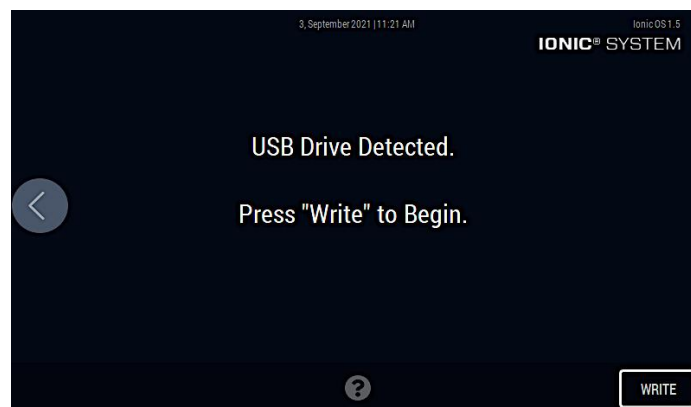 3, September 2021 | 11:21 AM
Ionic OS 1.5
IONIC® SYSTEM
USB Drive Detected.
Press "Write" to Begin.
?
WRITE